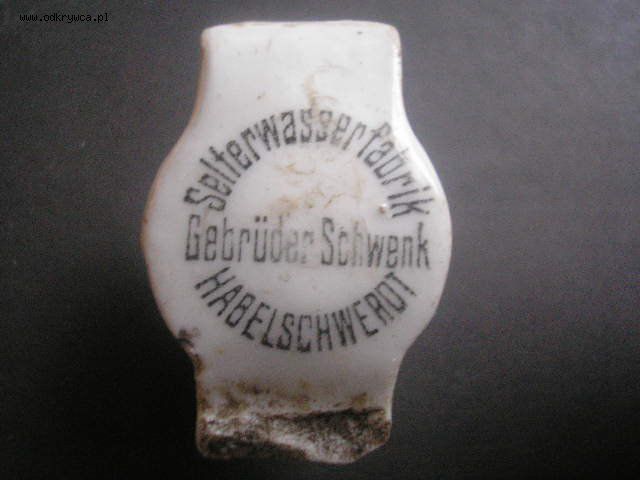 www.odkrywca.pl
Selterwasserfabrik
Gebrüder Schwenk
HABELSCHWERDT